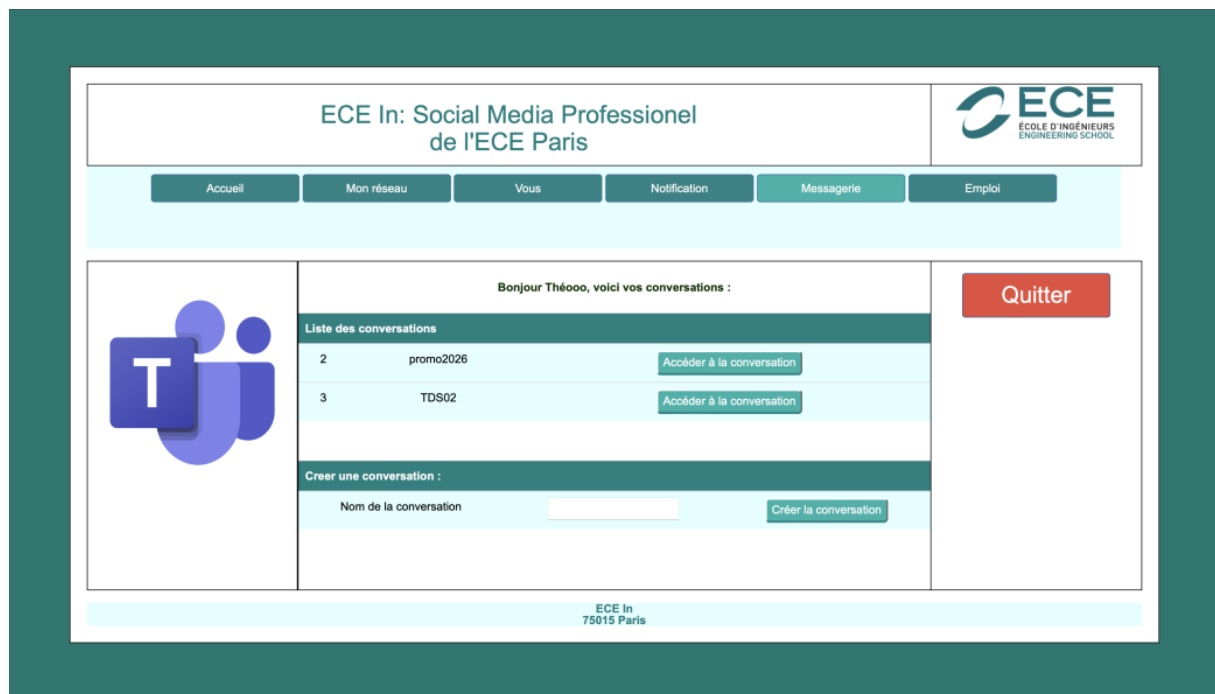 ECE In: Social Media Professionel
de l'ECE Paris
ECE
ÉCOLE D'INGÉNIEURS
ENGINEERING SCHOOL
Accueil
Mon réseau
Vous
Notification
Messagerie
Emploi
T
Bonjour Théooo, voici vos conversations :
Quitter
Liste des conversations
2 promo2026 Accéder à la conversation
3 TDS02 Accéder à la conversation
Creer une conversation :
Nom de la conversation Créer la conversation
ECE In
75015 Paris